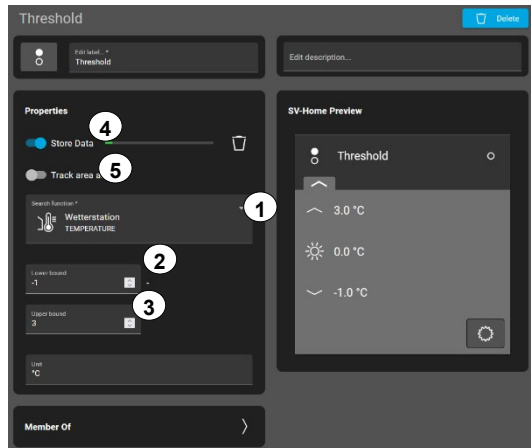 Threshold
Delete
Edit label... *
Threshold
Edit description...
Properties
4
Store Data
5
Track area a
Search function *
1
Wetterstation
TEMPERATURE
2
Lower bound
-1
-
3
Upper bound
3
Unit
°C
Member Of
SV-Home Preview
Threshold
3.0 °C
0.0 °C
-1.0 °C